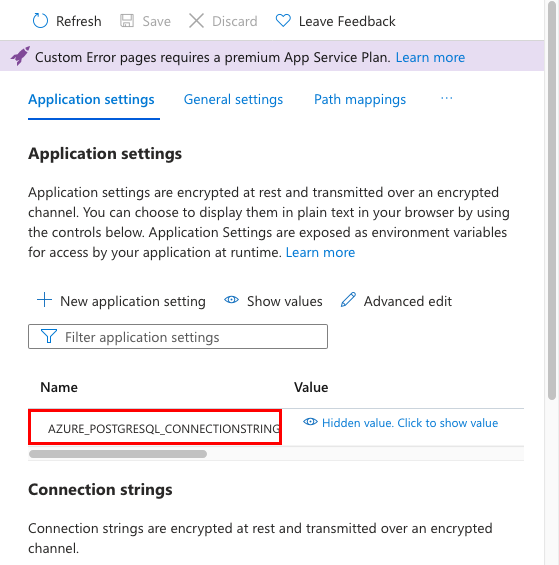 Refresh Save Discard Leave Feedback
Custom Error pages requires a premium App Service Plan. Learn more
Application settings General settings Path mappings ...
Application settings
Application settings are encrypted at rest and transmitted over an encrypted
channel. You can choose to display them in plain text in your browser by using
the controls below. Application Settings are exposed as environment variables
for access by your application at runtime. Learn more
New application setting Show values Advanced edit
Filter application settings
Name Value
AZURE_POSTGRESQL_CONNECTIONSTRING Hidden value. Click to show value
Connection strings
Connection strings are encrypted at rest and transmitted over an encrypted
channel.